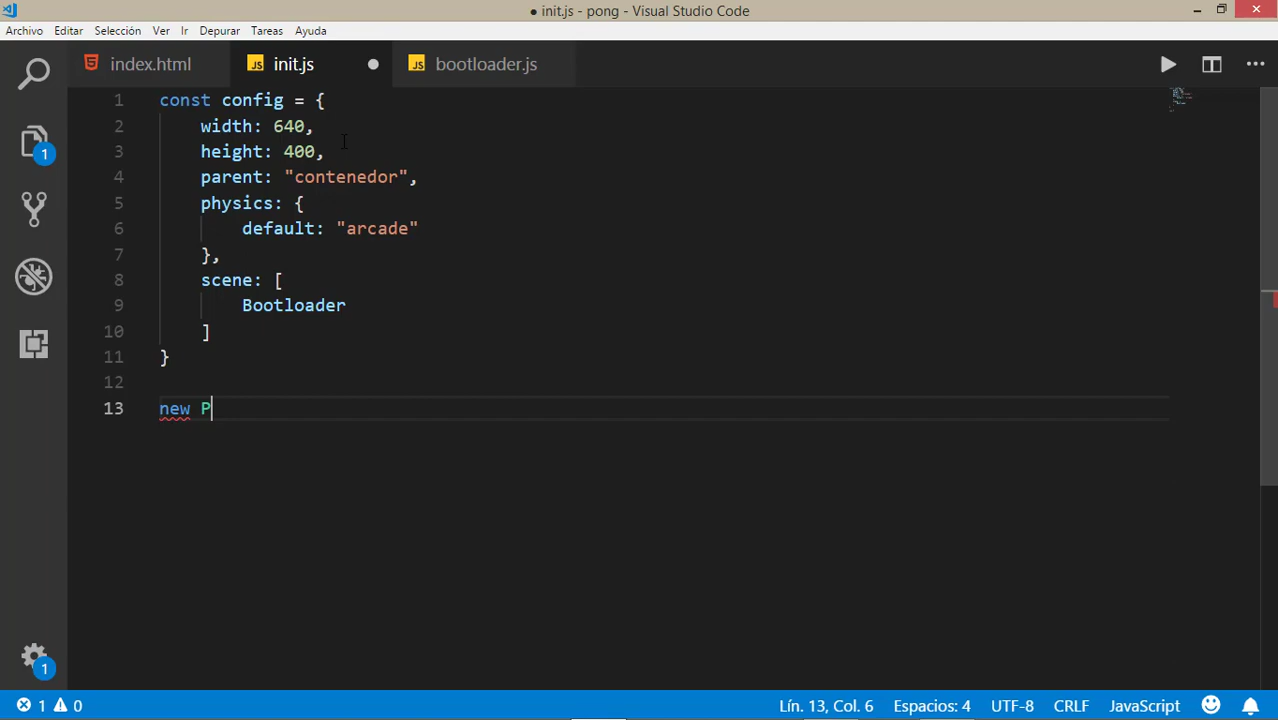 ● init.js - pong - Visual Studio Code
Archivo Editar Selección Ver Ir Depurar Tareas Ayuda
index.html init.js bootloader.js
1 const config = {
2 width: 640,
3 height: 400,
4 parent: "contenedor",
5 physics: {
6 default: "arcade"
7 },
8 scene: [
9 Bootloader
10 ]
11 }
12
13 new P
1
1
1 0 Lín. 13, Col. 6 Espacios: 4 UTF-8 CRLF JavaScript